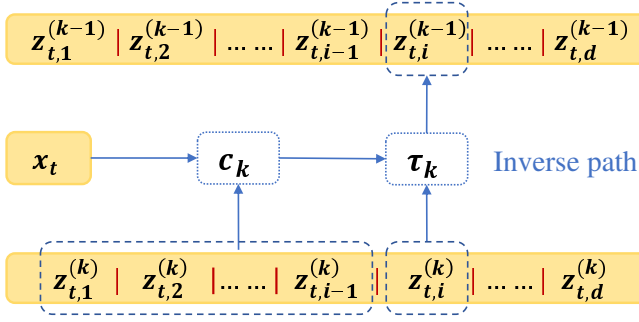 z_{t,1}^{(k-1)} | z_{t,2}^{(k-1)} | ... ... | z_{t,i-1}^{(k-1)} | z_{t,i}^{(k-1)} | ... ... | z_{t,d}^{(k-1)}
x_t c_k τ_k Inverse path
z_{t,1}^{(k)} | z_{t,2}^{(k)} | ... ... | z_{t,i-1}^{(k)} | z_{t,i}^{(k)} | ... ... | z_{t,d}^{(k)}